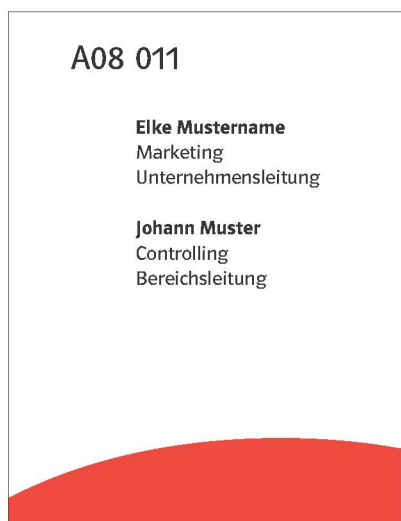 A08 011
Elke Mustername
Marketing
Unternehmensleitung
Johann Muster
Controlling
Bereichsleitung